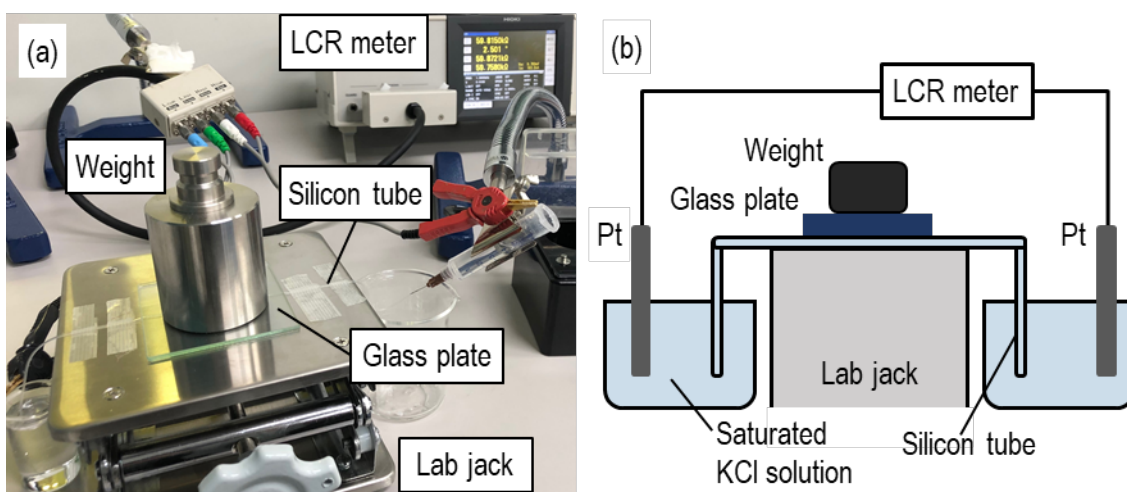 (a)
LCR meter
HIOKI
Weight
Silicon tube
Glass plate
Lab jack
(b)
LCR meter
Weight
Glass plate
Pt
Pt
Lab jack
Saturated
KCl solution
Silicon tube